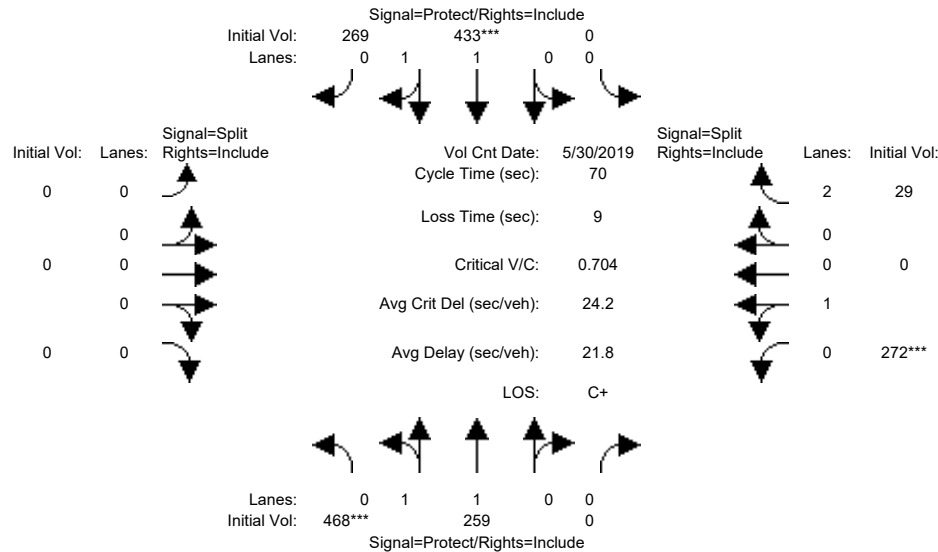 Signal=Protect/Rights=Include
Initial Vol: 269 433*** 0
Lanes: 0 1 1 0 0
Signal=Split Signal=Split
Initial Vol: Lanes: Rights=Include Vol Cnt Date: 5/30/2019 Rights=Include Lanes: Initial Vol:
Cycle Time (sec): 70
0 0 2 29
Loss Time (sec): 9
0 0
0 0 Critical V/C: 0.704 0 0
0 Avg Crit Del (sec/veh): 24.2 1
0 0 Avg Delay (sec/veh): 21.8 0 272***
LOS: C+
Lanes: 0 1 1 0 0
Initial Vol: 468*** 259 0
Signal=Protect/Rights=Include